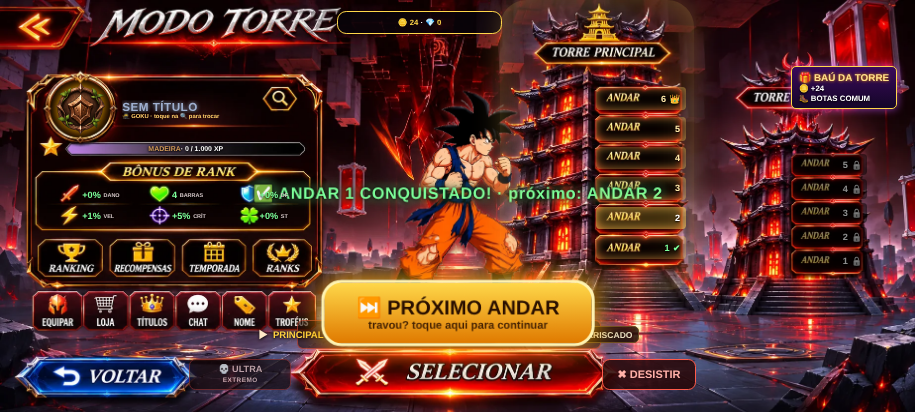 MODO TORRE
24 · 0
TORRE PRINCIPAL
BAÚ DA TORRE
+24
BOTAS COMUM
TORRE
SEM TÍTULO
GOKU · toque na 🔍 para trocar
MADEIRA · 0 / 1.000 XP
BÔNUS DE RANK
+0% DANO
4 BARRAS
+1% VEL
+5% CRÍT
+0% ST
ANDAR 1 CONQUISTADO! · próximo: ANDAR 2
ANDAR 6
ANDAR 5
ANDAR 4
ANDAR 3
ANDAR 2
ANDAR 1 ✔
ANDAR 5
ANDAR 4
ANDAR 3
ANDAR 2
ANDAR 1
RANKING
RECOMPENSAS
TEMPORADA
RANKS
EQUIPAR
LOJA
TÍTULOS
CHAT
NOME
TROFÉUS
PRÓXIMO ANDAR
travou? toque aqui para continuar
▶ PRINCIPAL
VOLTAR
ULTRA
EXTREMO
SELECIONAR
✖ DESISTIR